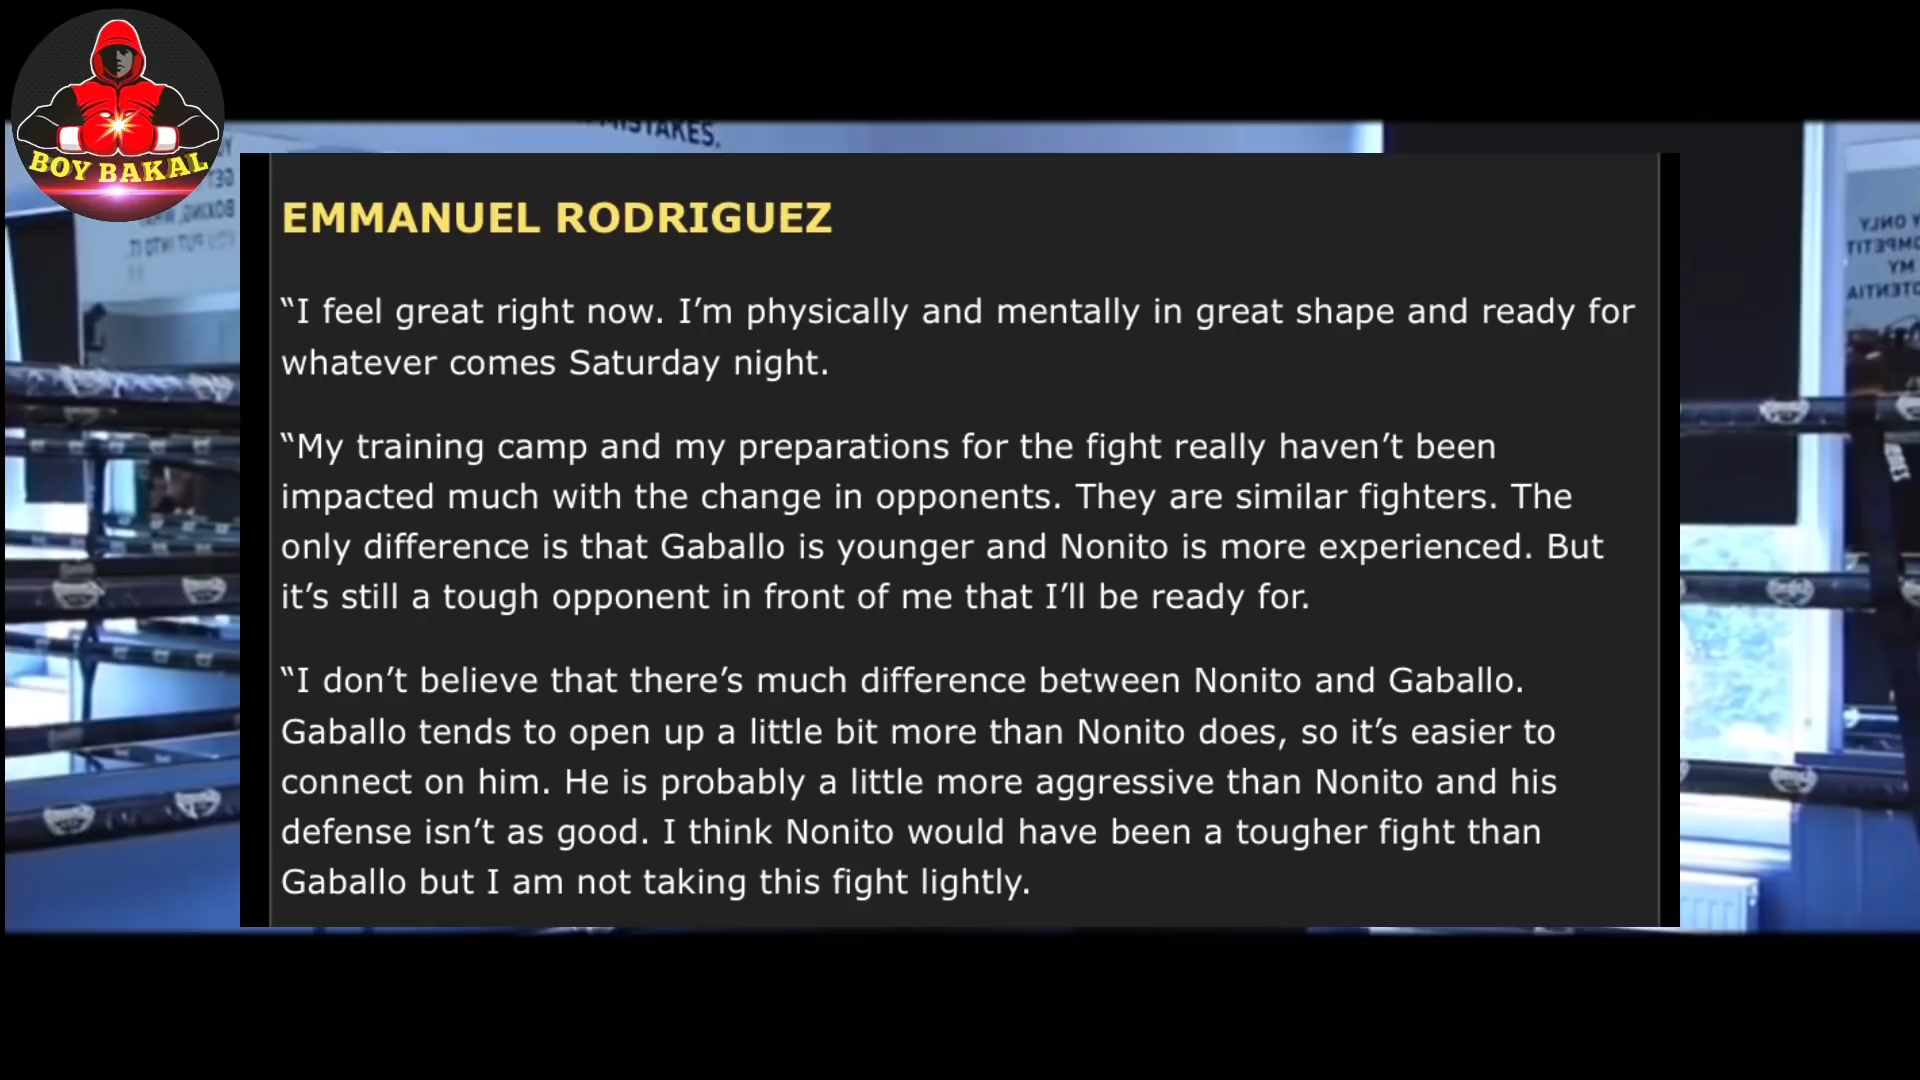 MISTAKES.
BOY BAKAL
EMMANUEL RODRIGUEZ
“I feel great right now. I’m physically and mentally in great shape and ready for
whatever comes Saturday night.
“My training camp and my preparations for the fight really haven’t been
impacted much with the change in opponents. They are similar fighters. The
only difference is that Gaballo is younger and Nonito is more experienced. But
it’s still a tough opponent in front of me that I’ll be ready for.
“I don’t believe that there’s much difference between Nonito and Gaballo.
Gaballo tends to open up a little bit more than Nonito does, so it’s easier to
connect on him. He is probably a little more aggressive than Nonito and his
defense isn’t as good. I think Nonito would have been a tougher fight than
Gaballo but I am not taking this fight lightly.